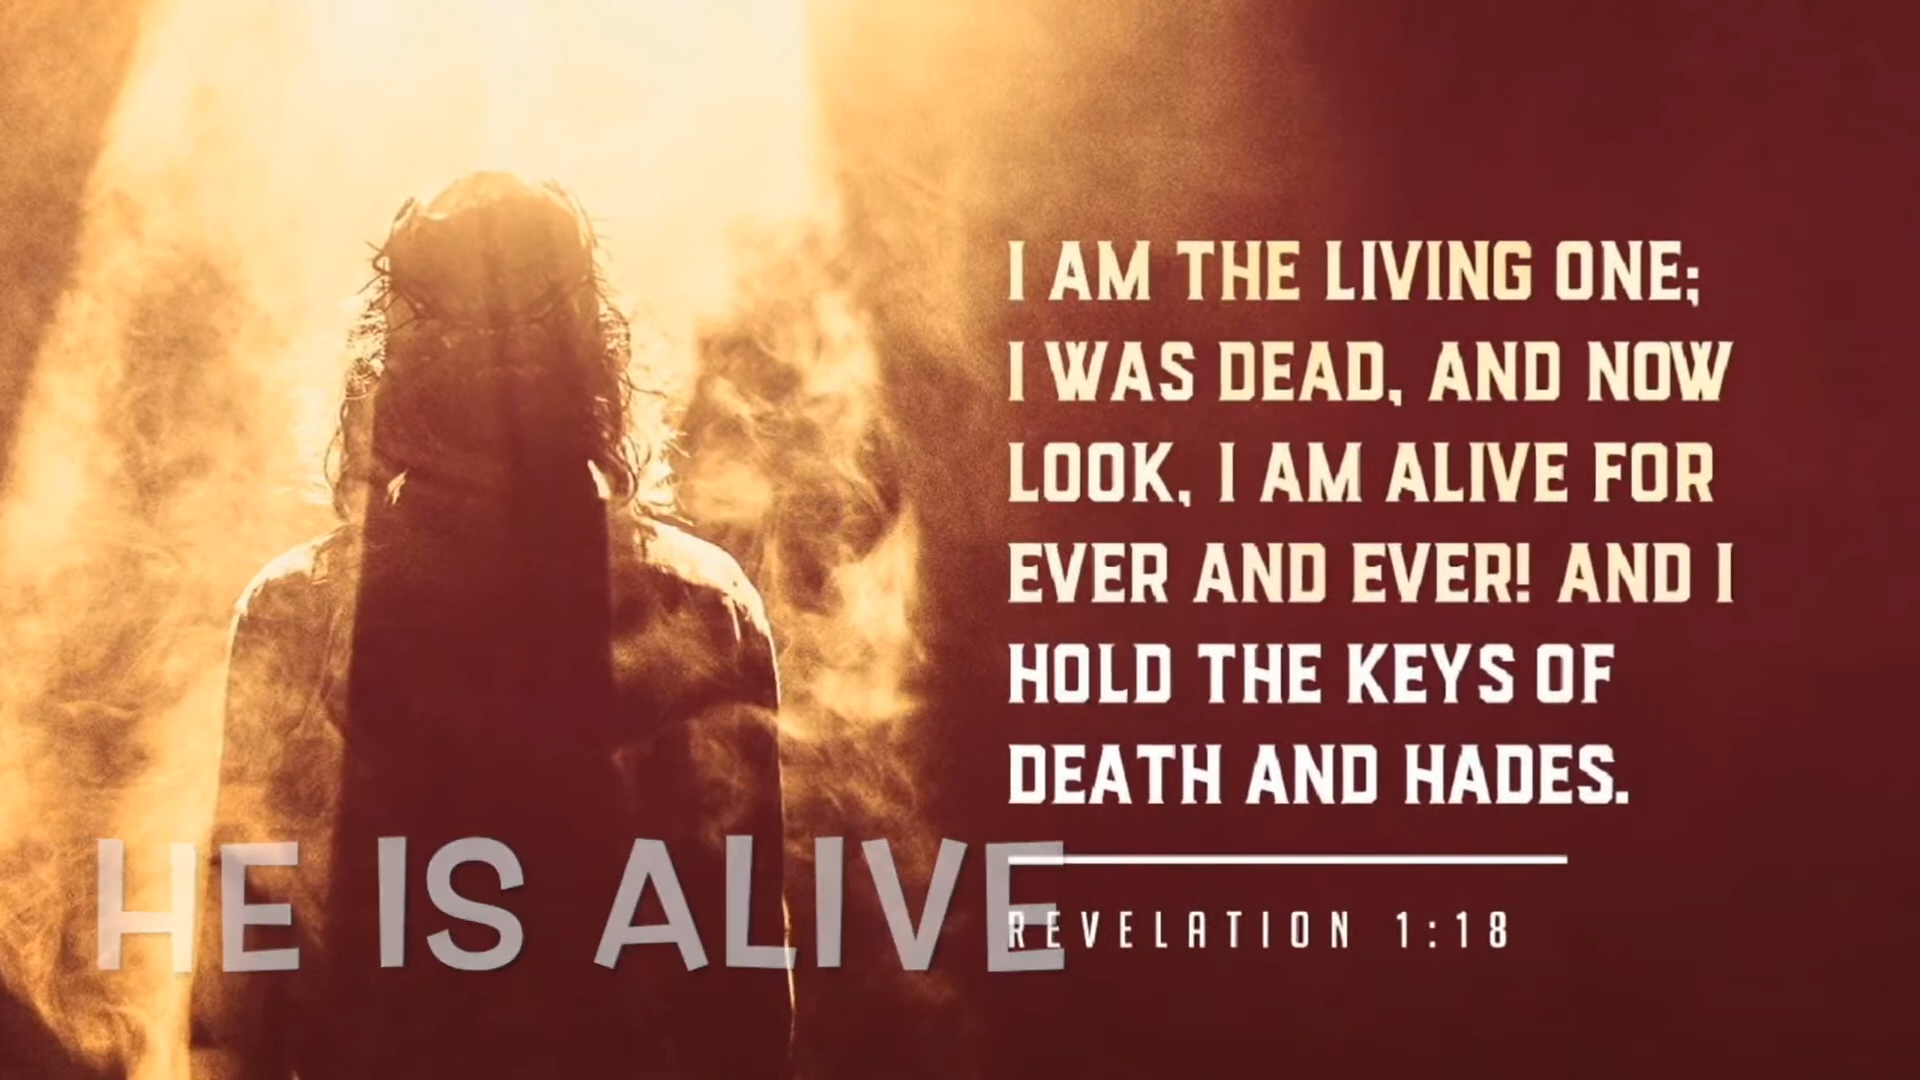 I AM THE LIVING ONE;
I WAS DEAD, AND NOW
LOOK, I AM ALIVE FOR
EVER AND EVER! AND I
HOLD THE KEYS OF
DEATH AND HADES.
REVELATION 1:18
HE IS ALIVE